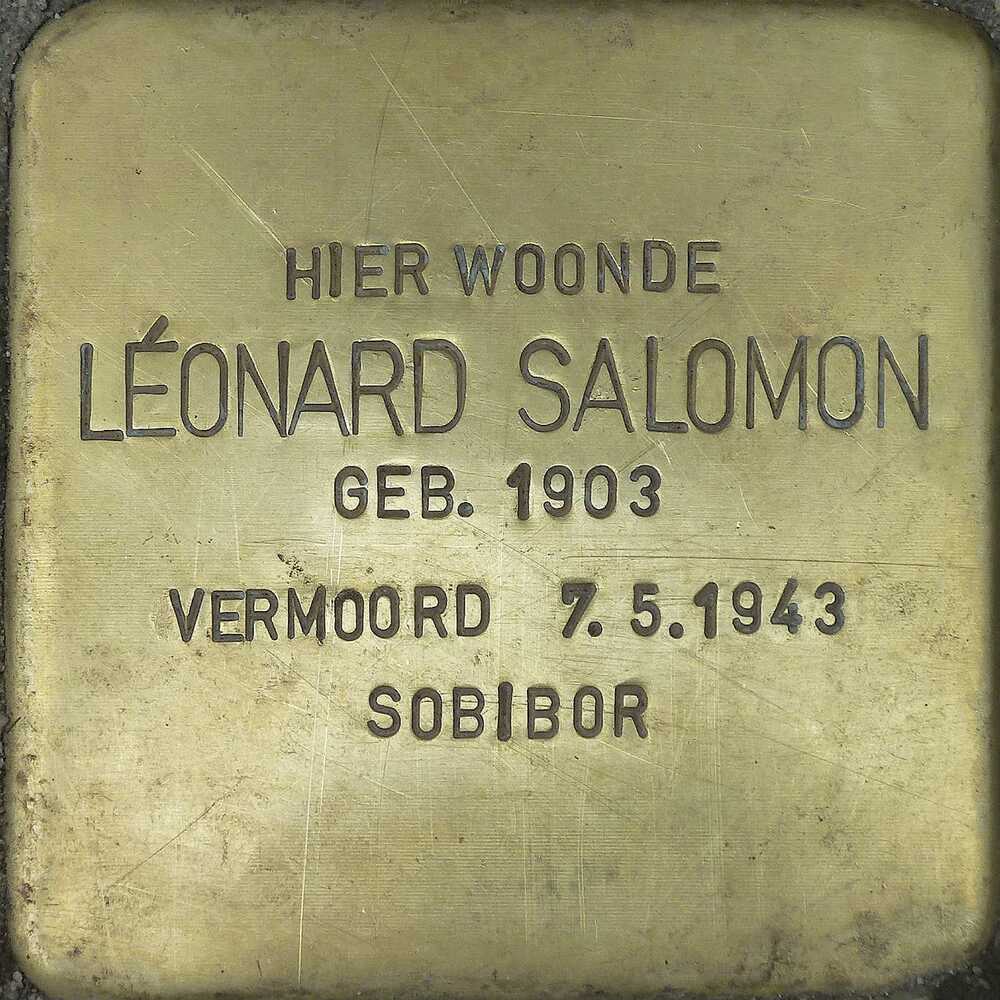 HIER WOONDE
LÉONARD SALOMON
GEB. 1903
VERMOORD 7.5.1943
SOBIBOR